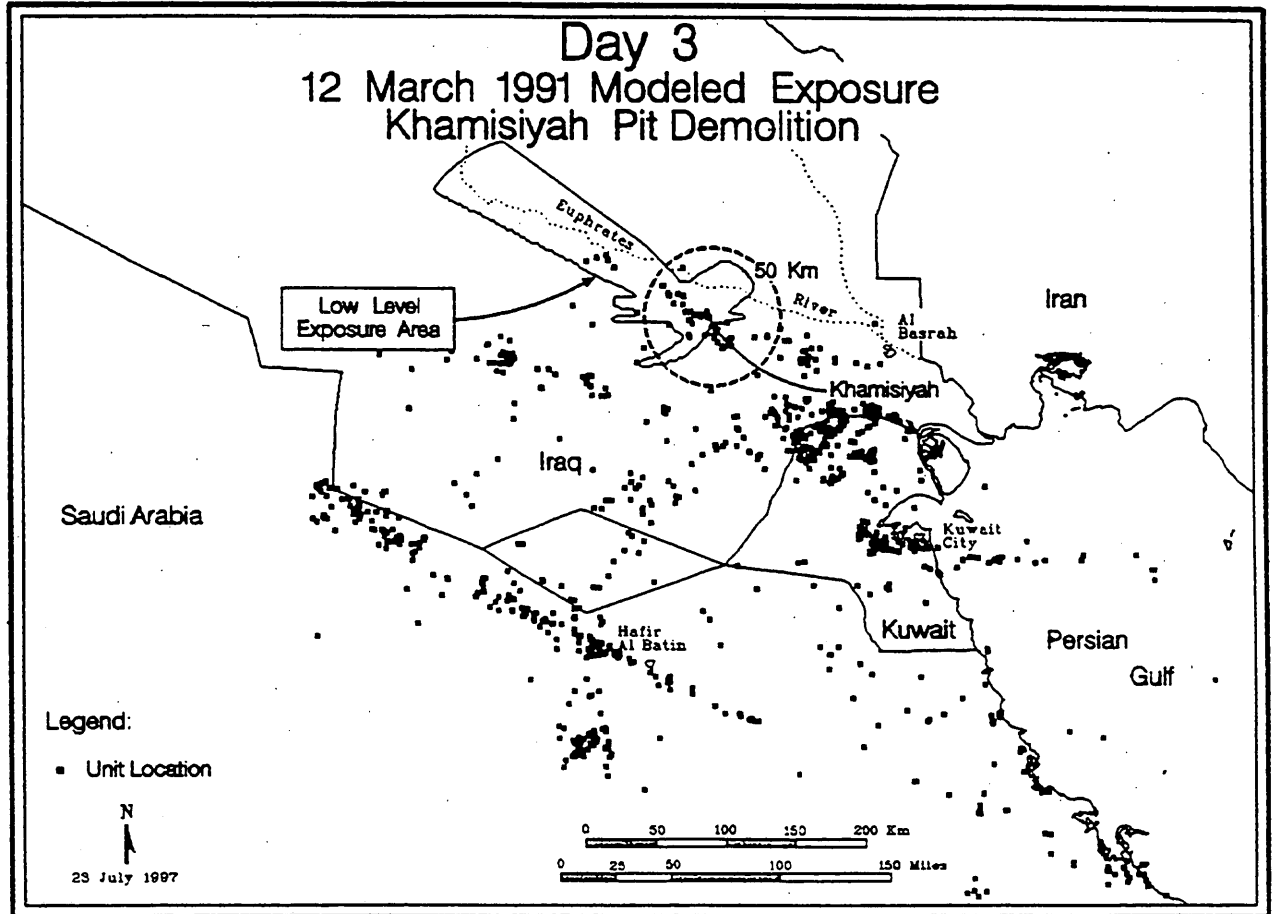 Day 3
12 March 1991 Modeled Exposure
Khamisiyah Pit Demolition
Euphrates
River
50 Km
Low Level
Exposure Area
Al
Basrah
Iran
Khamisiyah
Iraq
Saudi Arabia
Kuwait
City
Hafir
Al Batin
Kuwait
Persian
Gulf
Legend:
Unit Location
N
23 July 1997
0 50 100 150 200 Km
0 25 50 100 150 Miles